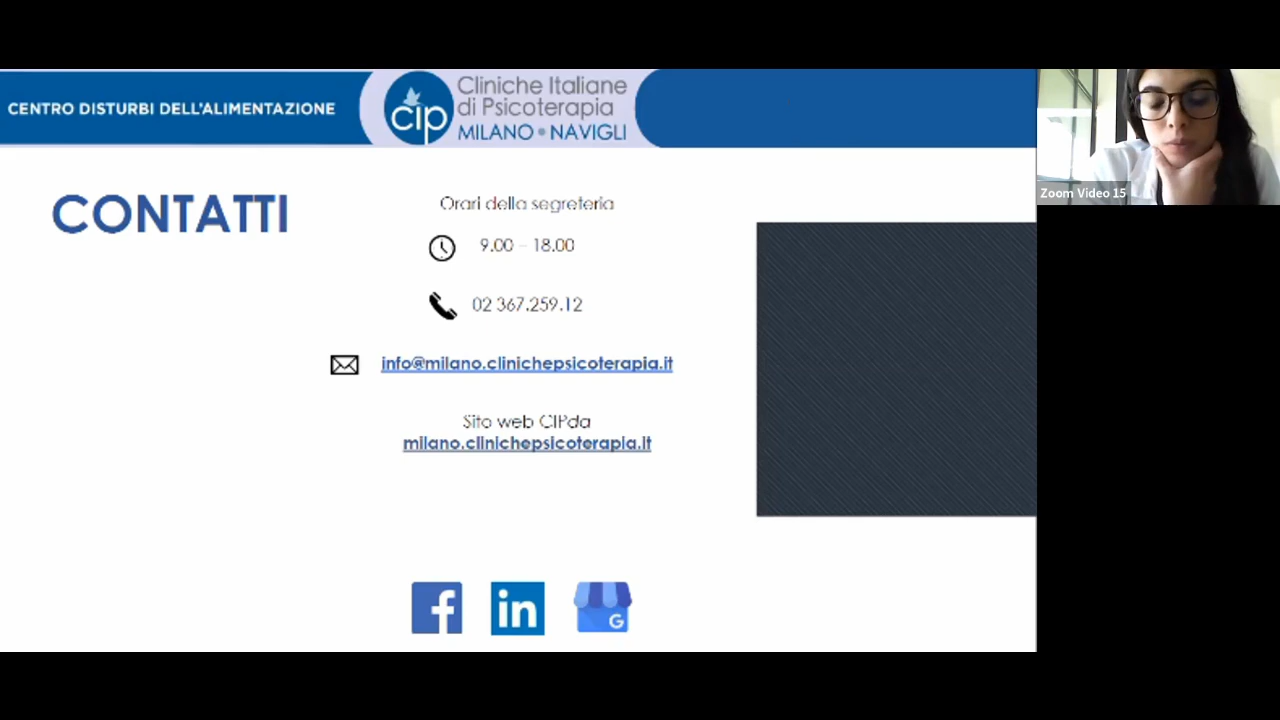 CENTRO DISTURBI DELL'ALIMENTAZIONE
cip
Cliniche Italiane
di Psicoterapia
MILANO • NAVIGLI
Zoom Video 15
CONTATTI
Orari della segreteria
9.00 – 18.00
02 367.259.12
info@milano.clinichepsicoterapia.it
Sito web CIPda
milano.clinichepsicoterapia.it
f
in
G